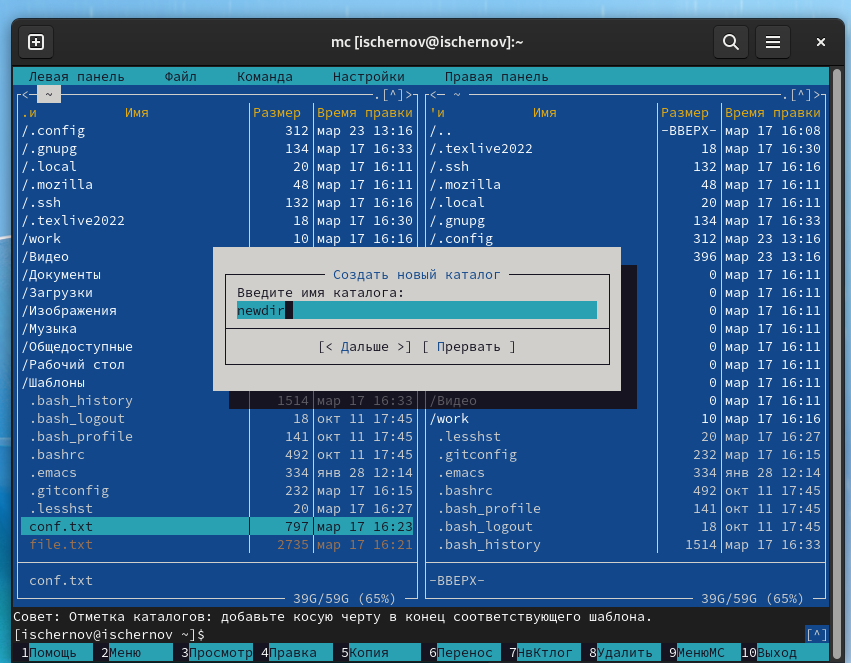 mc [ischernov@ischernov]:~
Левая панель Файл Команда Настройки Правая панель
<─ ~ .[^]> <─ ~ .[^]>
.и Имя Размер Время правки 'и Имя Размер Время правки
/.config 312 мар 23 13:16 /.. -ВВЕРХ- мар 17 16:08
/.gnupg 134 мар 17 16:33 /.texlive2022 18 мар 17 16:30
/.local 20 мар 17 16:11 /.ssh 132 мар 17 16:16
/.mozilla 48 мар 17 16:11 /.mozilla 48 мар 17 16:11
/.ssh 132 мар 17 16:16 /.local 20 мар 17 16:11
/.texlive2022 18 мар 17 16:30 /.gnupg 134 мар 17 16:33
/work 10 мар 17 16:16 /.config 312 мар 23 13:16
/Видео 396 мар 23 13:16
/Документы Создать новый каталог 0 мар 17 16:11
/Загрузки Введите имя каталога: 0 мар 17 16:11
/Изображения newdir 0 мар 17 16:11
/Музыка 0 мар 17 16:11
/Общедоступные [< Дальше >] [ Прервать ] 0 мар 17 16:11
/Рабочий стол 0 мар 17 16:11
/Шаблоны 0 мар 17 16:11
.bash_history 1514 мар 17 16:33 /Видео 0 мар 17 16:11
.bash_logout 18 окт 11 17:45 /work 10 мар 17 16:16
.bash_profile 141 окт 11 17:45 .lesshst 20 мар 17 16:27
.bashrc 492 окт 11 17:45 .gitconfig 232 мар 17 16:15
.emacs 334 янв 28 12:14 .emacs 334 янв 28 12:14
.gitconfig 232 мар 17 16:15 .bashrc 492 окт 11 17:45
.lesshst 20 мар 17 16:27 .bash_profile 141 окт 11 17:45
conf.txt 797 мар 17 16:23 .bash_logout 18 окт 11 17:45
file.txt 2735 мар 17 16:21 .bash_history 1514 мар 17 16:33
conf.txt -ВВЕРХ-
39G/59G (65%) 39G/59G (65%)
Совет: Отметка каталогов: добавьте косую черту в конец соответствующего шаблона.
[ischernov@ischernov ~]$ [^]
1Помощь 2Меню 3Просмотр 4Правка 5Копия 6Перенос 7НвКтлог 8Удалить 9МенюMC 10Выход